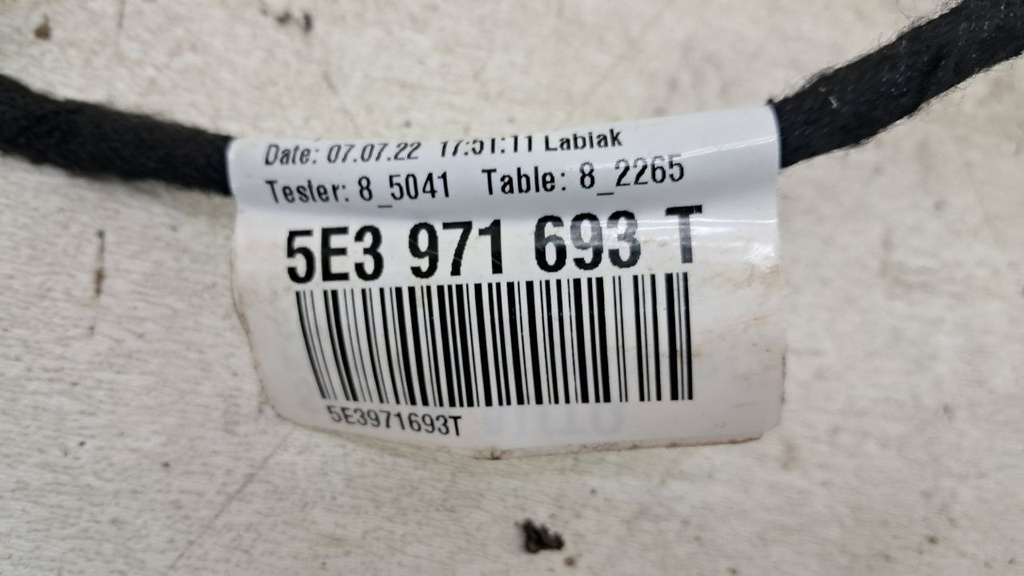 Date: 07.07.22 17:51:11 Labiak
Tesler: 8_5041 Table: 8_2265
5E3 971 693 T
5E3971693T